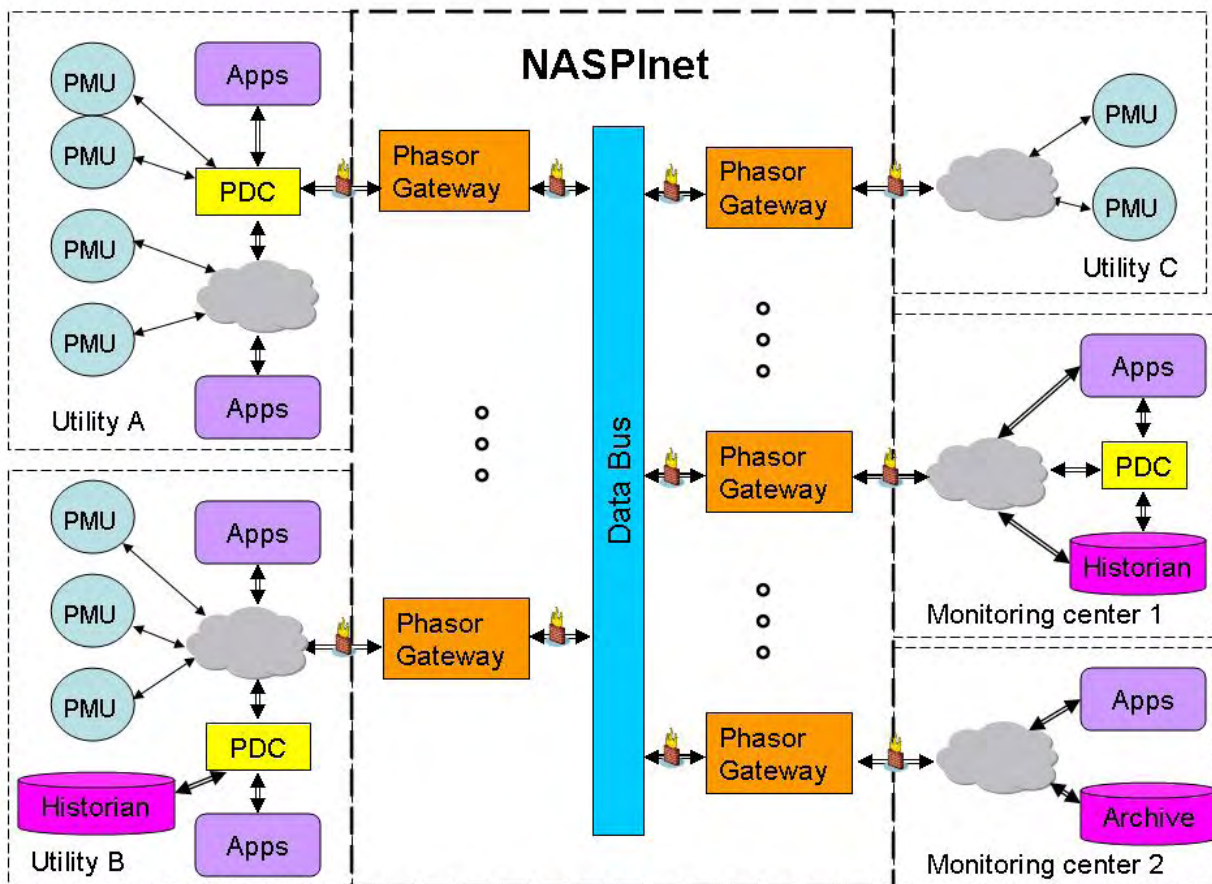 PMU
PMU
PMU
PMU
Apps
PDC
Apps
Utility A
NASPInet
Phasor
Gateway
Phasor
Gateway
PMU
PMU
Utility C
PMU
PMU
PMU
Apps
PDC
Historian
Apps
Utility B
Phasor
Gateway
Data Bus
Phasor
Gateway
Apps
PDC
Historian
Monitoring center 1
Phasor
Gateway
Apps
Archive
Monitoring center 2